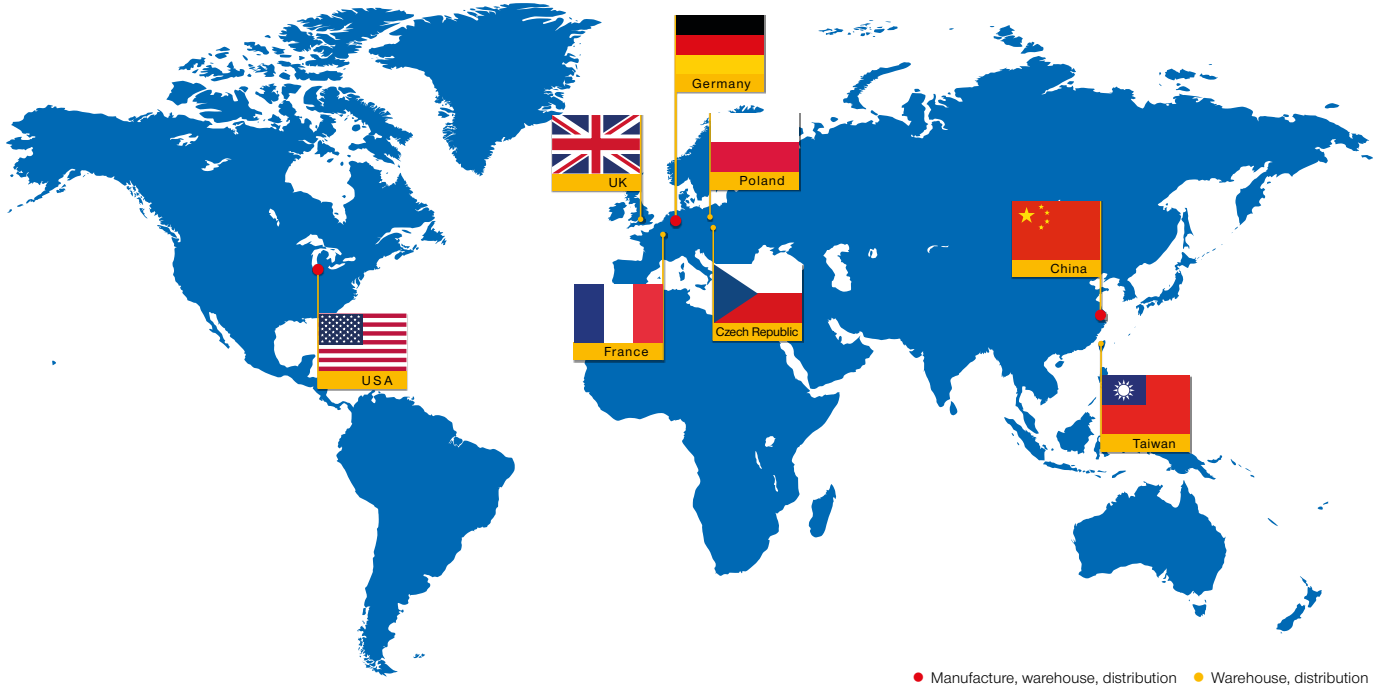 Germany
UK
Poland
China
USA
France
Czech Republic
Taiwan
Manufacture, warehouse, distribution
Warehouse, distribution